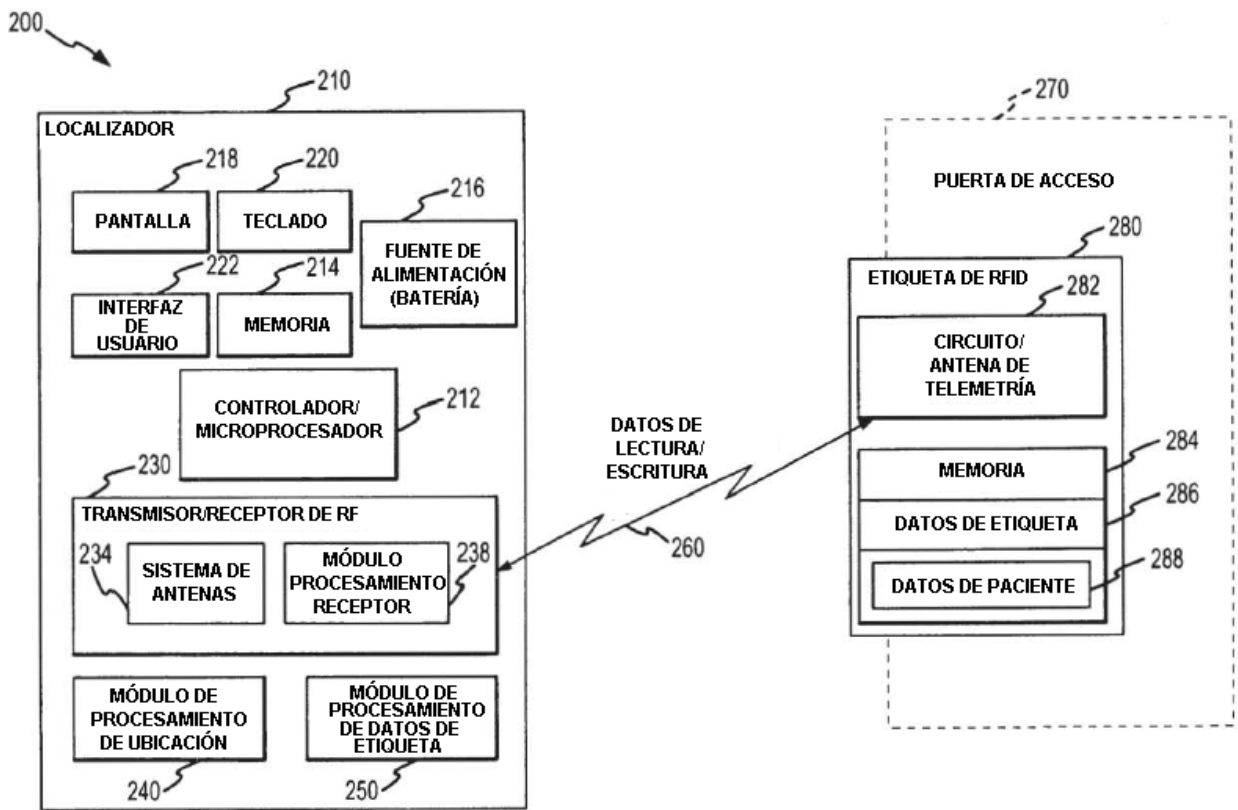 200
210
LOCALIZADOR
218
220
216
PANTALLA
TECLADO
FUENTE DE
ALIMENTACIÓN
(BATERÍA)
222
214
INTERFAZ
DE
USUARIO
MEMORIA
CONTROLADOR/
MICROPROCESADOR
212
230
TRANSMISOR/RECEPTOR DE RF
234
SISTEMA DE
ANTENAS
MÓDULO
PROCESAMIENTO
RECEPTOR
238
MÓDULO DE
PROCESAMIENTO
DE UBICACIÓN
MÓDULO DE
PROCESAMIENTO
DE DATOS DE
ETIQUETA
240
250
DATOS DE
LECTURA/
ESCRITURA
260
270
PUERTA DE ACCESO
280
ETIQUETA DE RFID
282
CIRCUITO/
ANTENA DE
TELEMETRÍA
284
MEMORIA
286
DATOS DE ETIQUETA
288
DATOS DE PACIENTE